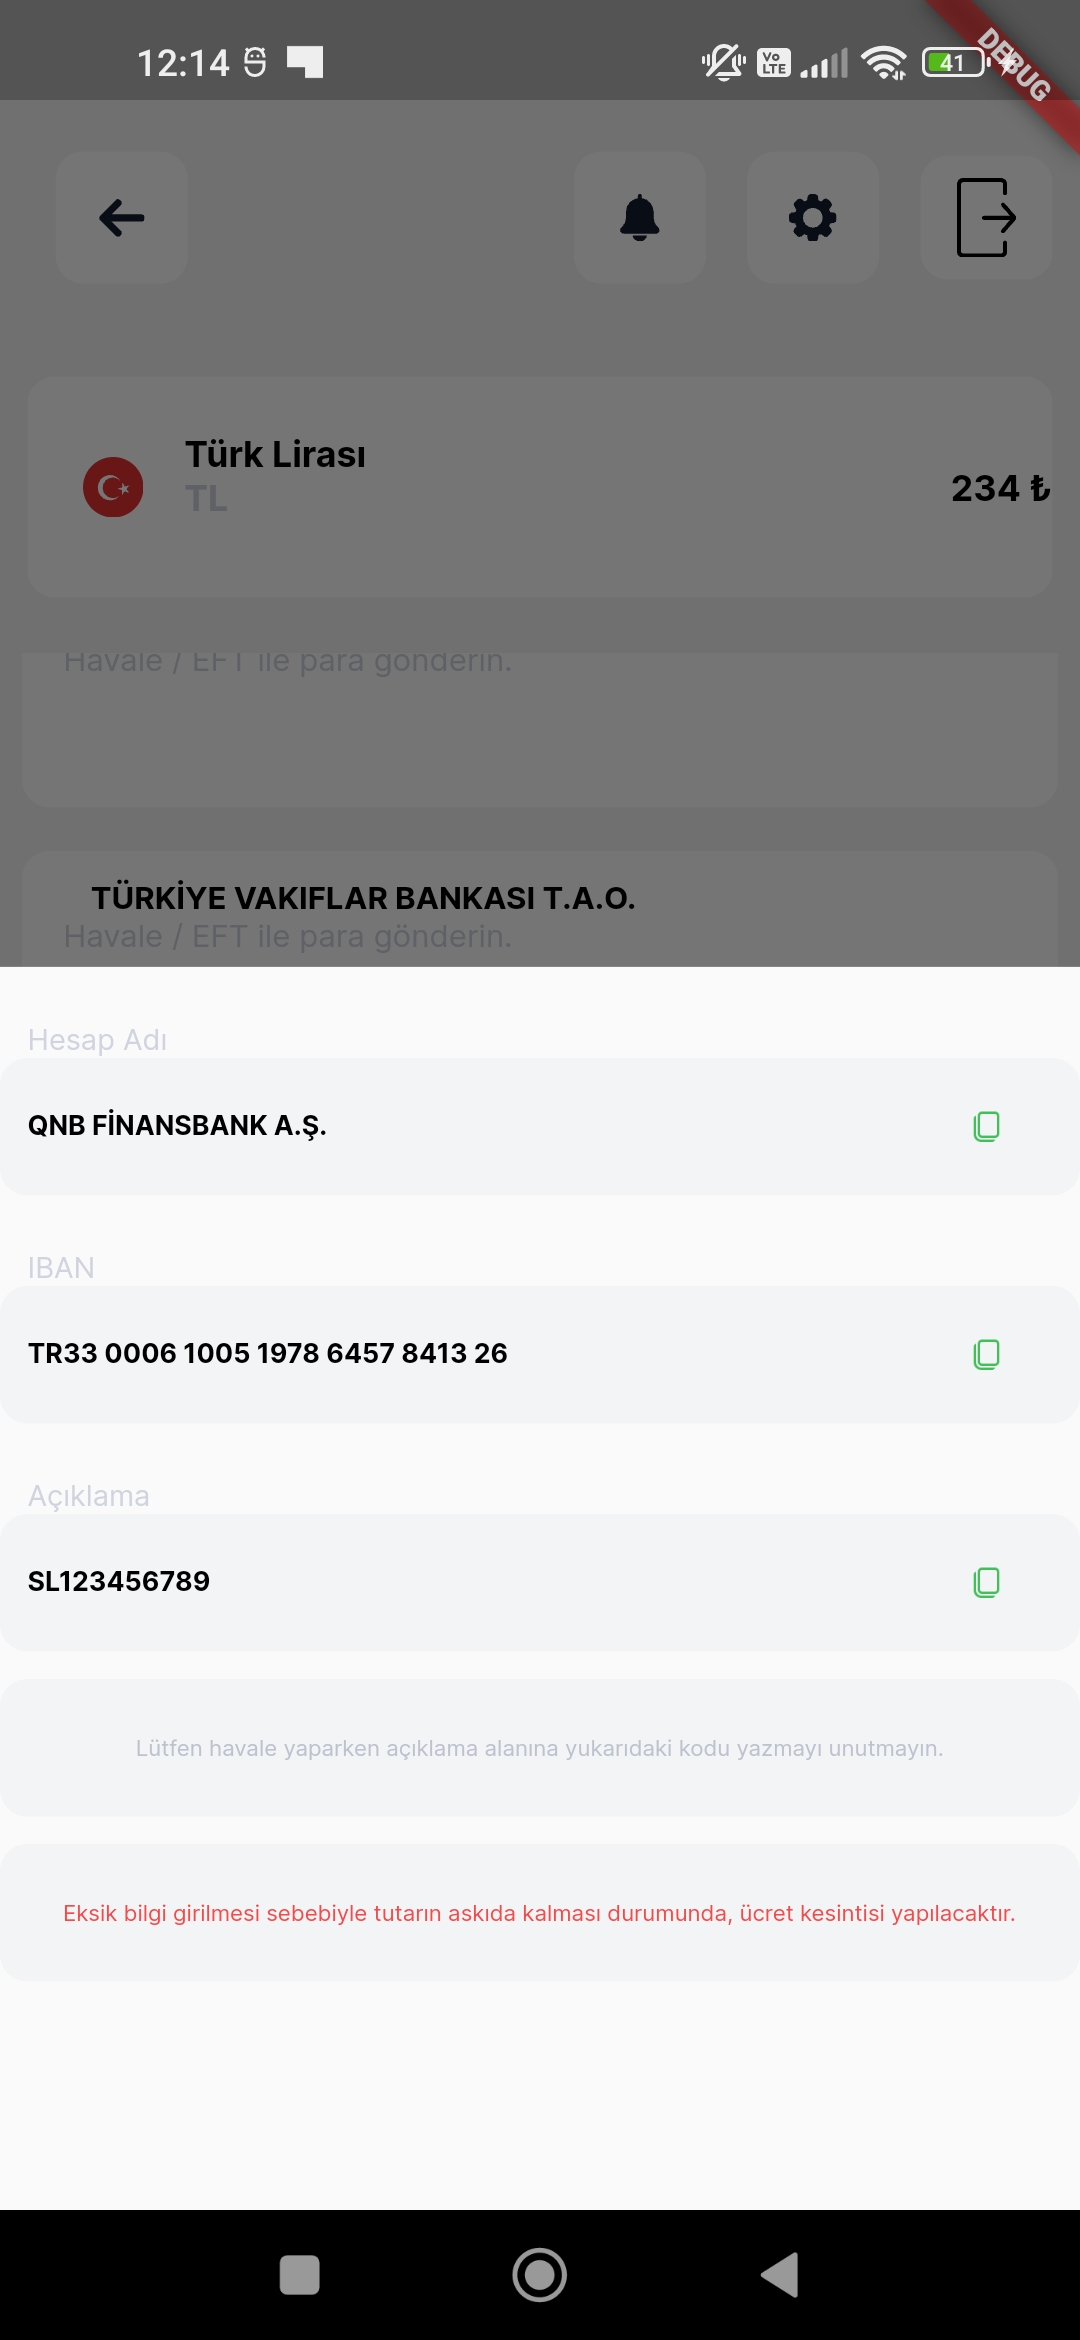 12:14
Vo LTE
41
DEBUG
Türk Lirası
TL
234 ₺
Havale / EFT ile para gönderin.
TÜRKİYE VAKIFLAR BANKASI T.A.O.
Havale / EFT ile para gönderin.
Hesap Adı
QNB FİNANSBANK A.Ş.
IBAN
TR33 0006 1005 1978 6457 8413 26
Açıklama
SL123456789
Lütfen havale yaparken açıklama alanına yukarıdaki kodu yazmayı unutmayın.
Eksik bilgi girilmesi sebebiyle tutarın askıda kalması durumunda, ücret kesintisi yapılacaktır.